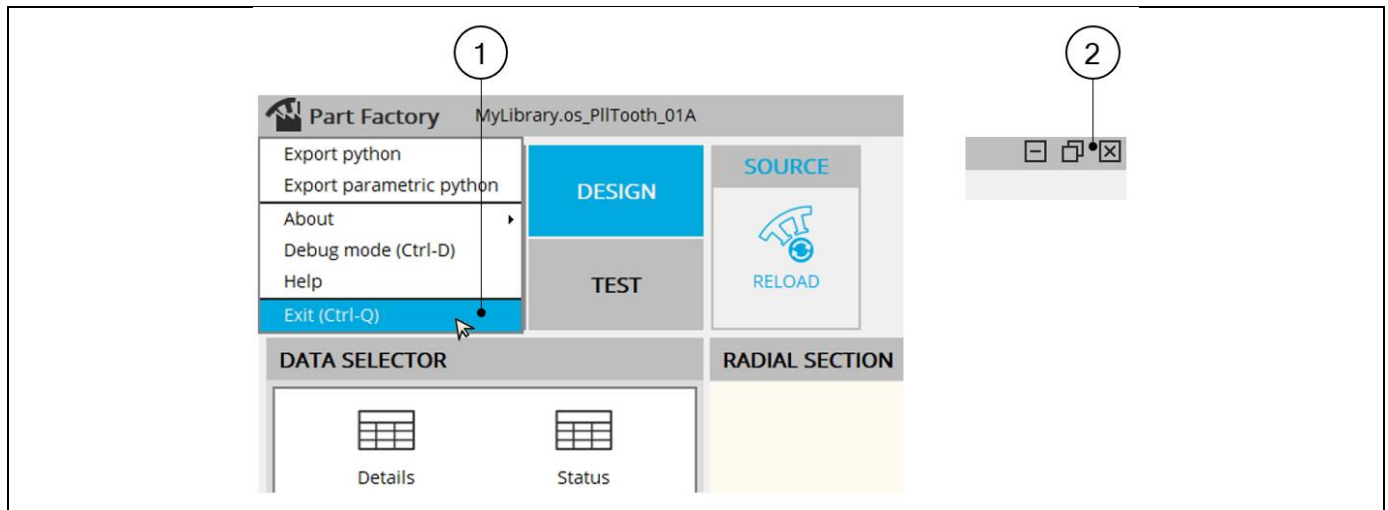 1
2
Part Factory MyLibrary.os_PllTooth_01A
Export python
Export parametric python
About
Debug mode (Ctrl-D)
Help
Exit (Ctrl-Q)
DESIGN
TEST
SOURCE
RELOAD
DATA SELECTOR
RADIAL SECTION
Details
Status